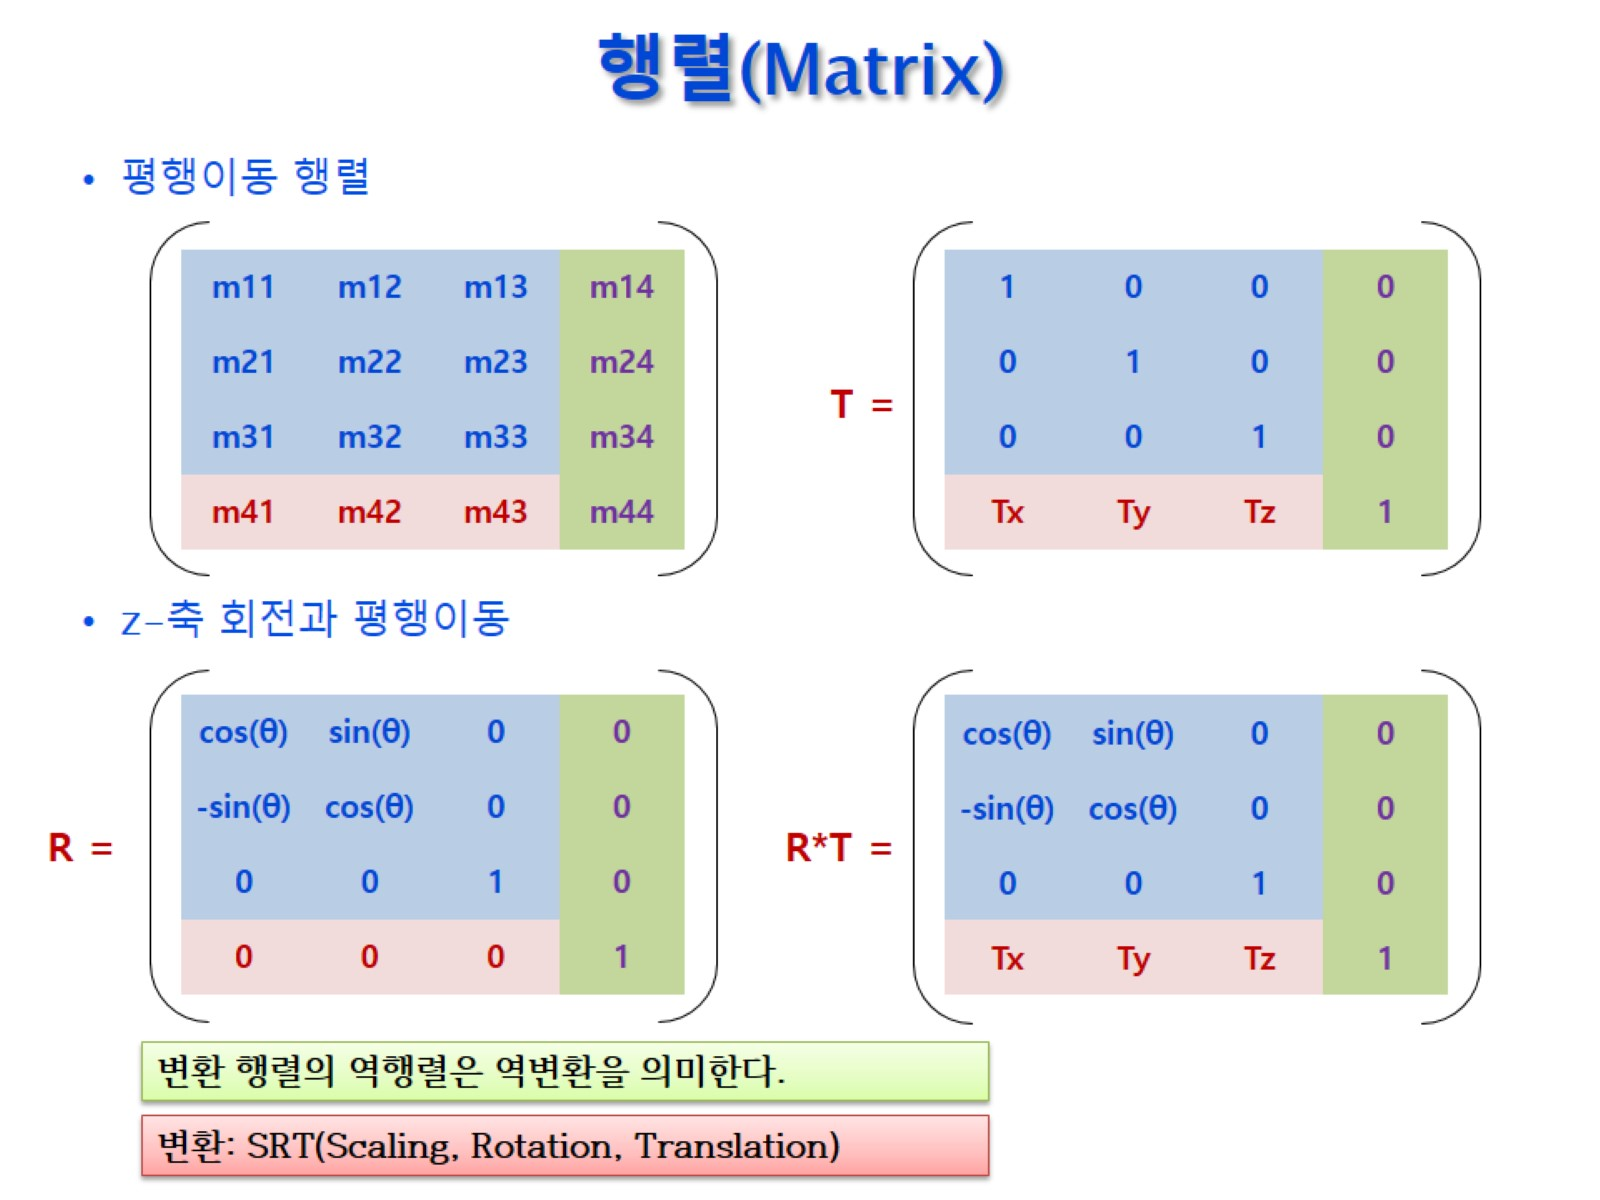 행렬(Matrix)
• 평행이동 행렬
m11 m12 m13 m14
m21 m22 m23 m24
m31 m32 m33 m34
m41 m42 m43 m44
T =
1 0 0 0
0 1 0 0
0 0 1 0
Tx Ty Tz 1
• z-축 회전과 평행이동
R =
cos(θ) sin(θ) 0 0
-sin(θ) cos(θ) 0 0
0 0 1 0
0 0 0 1
R*T =
cos(θ) sin(θ) 0 0
-sin(θ) cos(θ) 0 0
0 0 1 0
Tx Ty Tz 1
변환 행렬의 역행렬은 역변환을 의미한다.
변환: SRT(Scaling, Rotation, Translation)